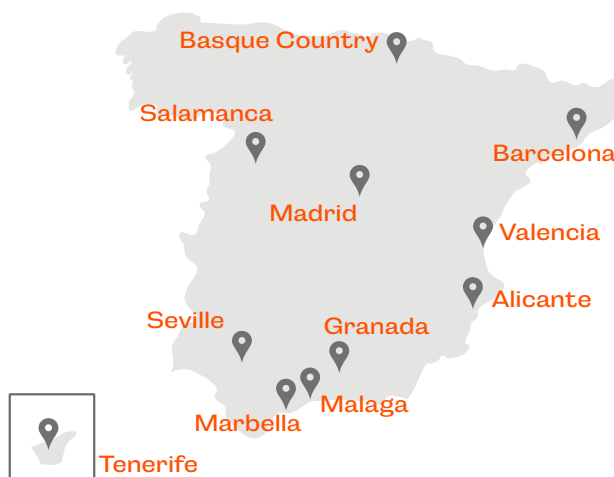 Basque Country
Salamanca
Barcelona
Madrid
Valencia
Alicante
Seville
Granada
Malaga
Marbella
Tenerife